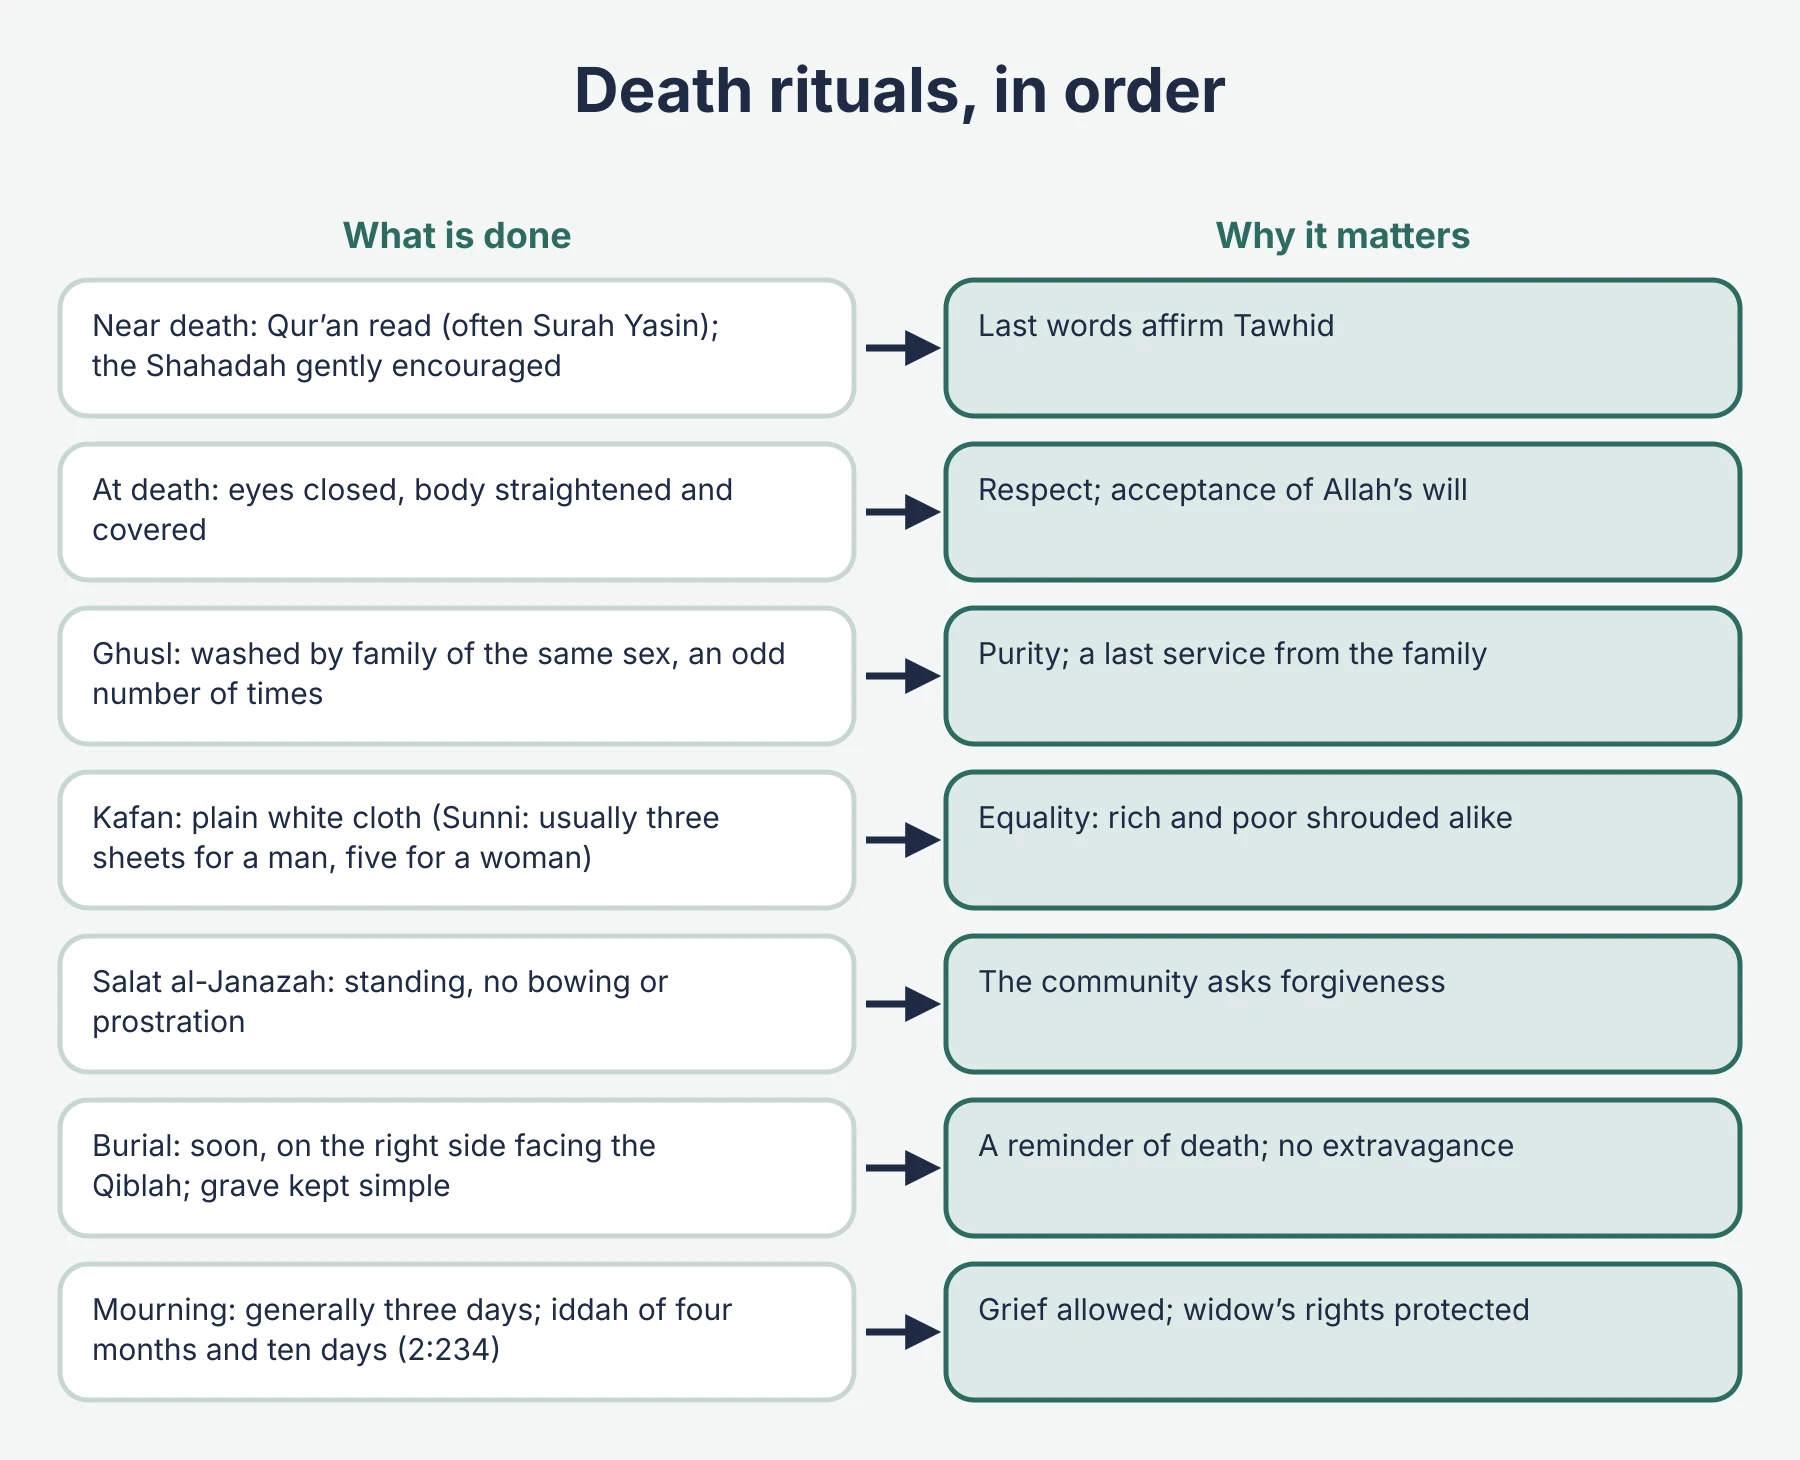 Death rituals, in order
What is done
Why it matters
Near death: Qur’an read (often Surah Yasin);
the Shahadah gently encouraged
Last words affirm Tawhid
At death: eyes closed, body straightened and
covered
Respect; acceptance of Allah’s will
Ghusl: washed by family of the same sex, an odd
number of times
Purity; a last service from the family
Kafan: plain white cloth (Sunni: usually three
sheets for a man, five for a woman)
Equality: rich and poor shrouded alike
Salat al-Janazah: standing, no bowing or
prostration
The community asks forgiveness
Burial: soon, on the right side facing the
Qiblah; grave kept simple
A reminder of death; no extravagance
Mourning: generally three days; iddah of four
months and ten days (2:234)
Grief allowed; widow’s rights protected